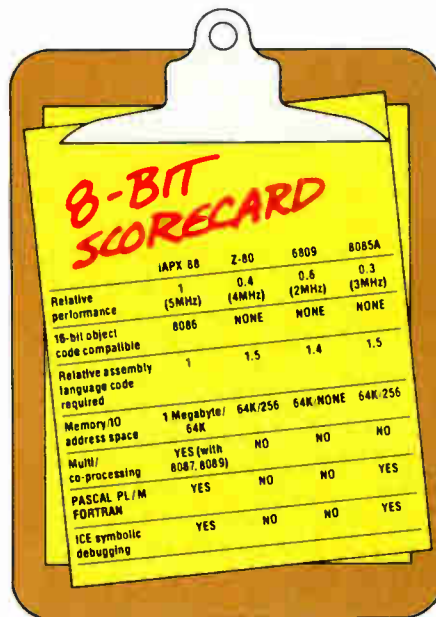 8-BIT
SCORECARD
iAPX 88 Z-80 6809 8085A
Relative performance 1 (5MHz) 0.4 (4MHz) 0.6 (2MHz) 0.3 (3MHz)
16-bit object code compatible 8086 NONE NONE NONE
Relative assembly language code required 1 1.5 1.4 1.5
Memory/IO address space 1 Megabyte/64K 64K/256 64K/NONE 64K/256
Multi/co-processing YES (with 8087, 8089) NO NO NO
PASCAL PL/M FORTRAN YES NO NO YES
ICE symbolic debugging YES NO NO YES